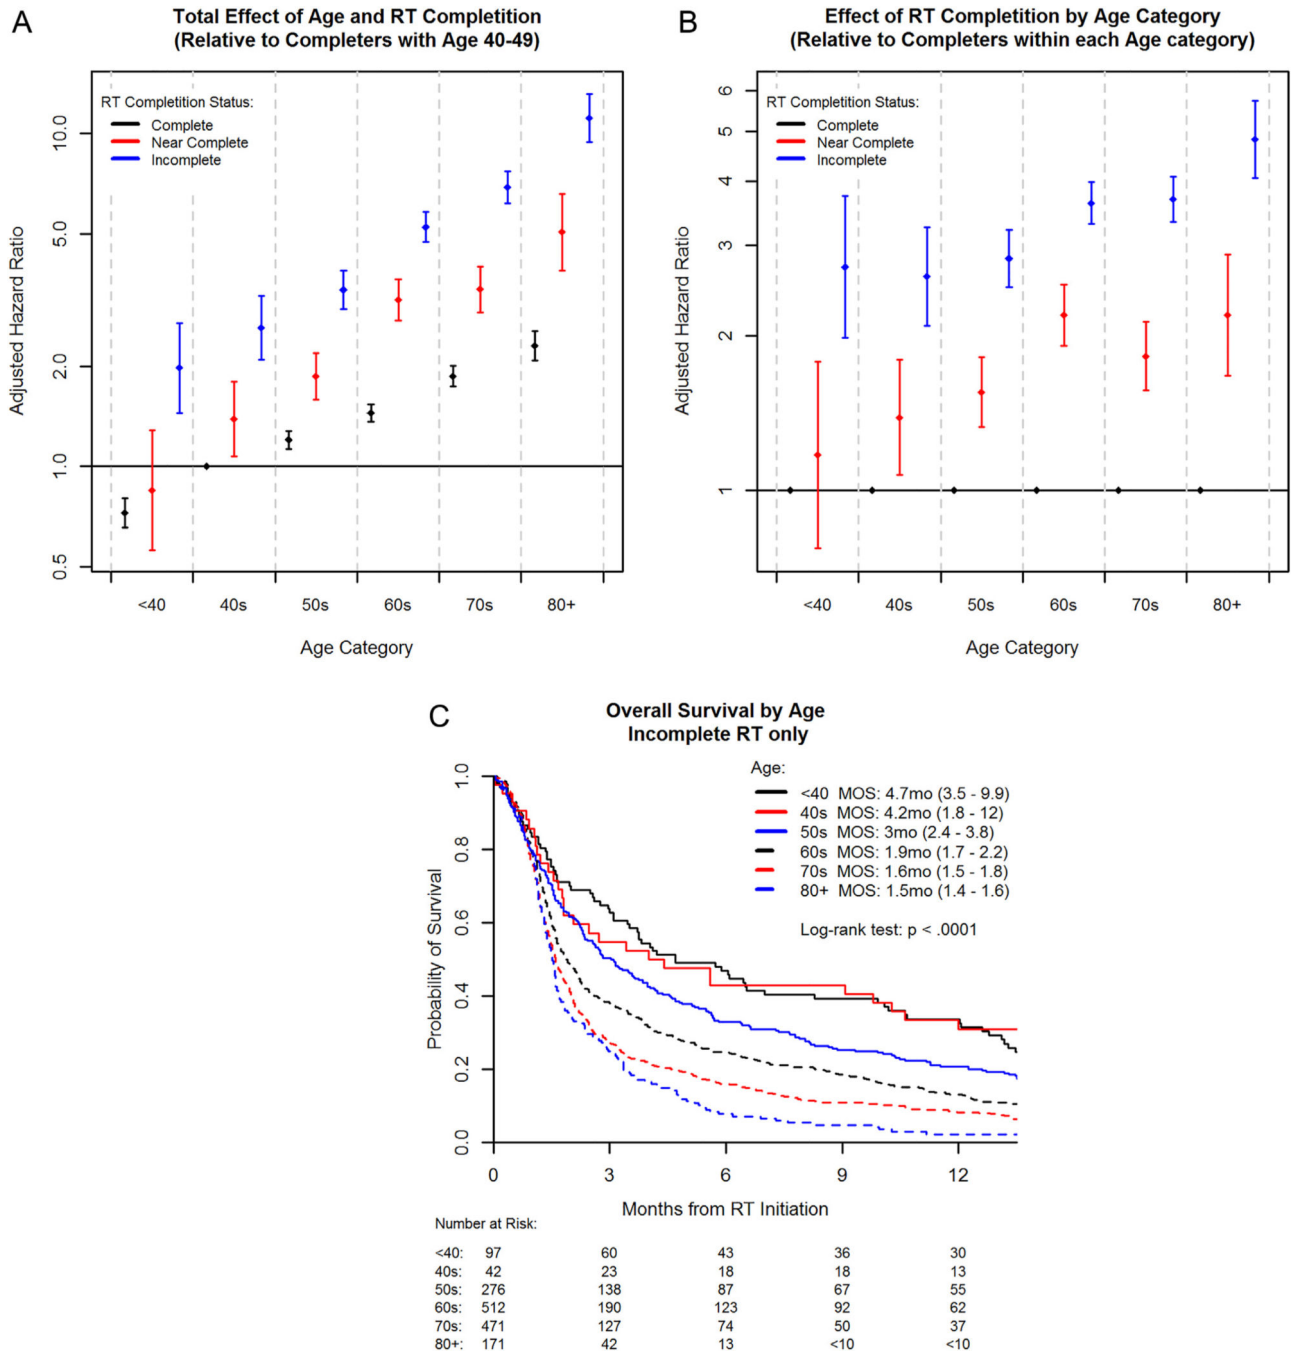 A
Total Effect of Age and RT Completition
(Relative to Completers with Age 40-49)
RT Completition Status:
Complete
Near Complete
Incomplete
Adjusted Hazard Ratio
10.0
5.0
2.0
1.0
0.5
<40 40s 50s 60s 70s 80+
Age Category
B
Effect of RT Completition by Age Category
(Relative to Completers within each Age category)
RT Completition Status:
Complete
Near Complete
Incomplete
Adjusted Hazard Ratio
6
5
4
3
2
1
<40 40s 50s 60s 70s 80+
Age Category
C
Overall Survival by Age
Incomplete RT only
Age:
<40 MOS: 4.7mo (3.5 - 9.9)
40s MOS: 4.2mo (1.8 - 12)
50s MOS: 3mo (2.4 - 3.8)
60s MOS: 1.9mo (1.7 - 2.2)
70s MOS: 1.6mo (1.5 - 1.8)
80+ MOS: 1.5mo (1.4 - 1.6)
Log-rank test: p < .0001
Probability of Survival
1.0
0.8
0.6
0.4
0.2
0.0
0 3 6 9 12
Months from RT Initiation
Number at Risk:
<40: 97 60 43 36 30
40s: 42 23 18 18 13
50s: 276 138 87 67 55
60s: 512 190 123 92 62
70s: 471 127 74 50 37
80+: 171 42 13 <10 <10